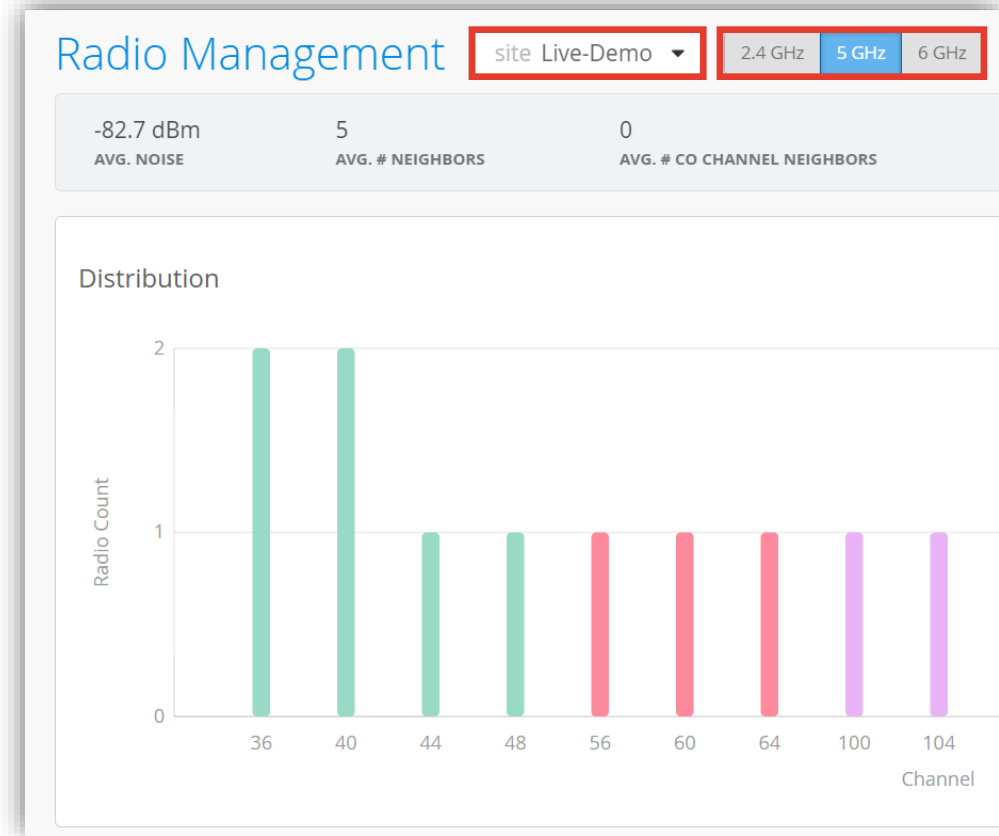 Radio Management site Live-Demo 2.4 GHz 5 GHz 6 GHz
-82.7 dBm 5 0
AVG. NOISE AVG. # NEIGHBORS AVG. # CO CHANNEL NEIGHBORS
Distribution
2
1
0
Radio Count
36 40 44 48 56 60 64 100 104
Channel